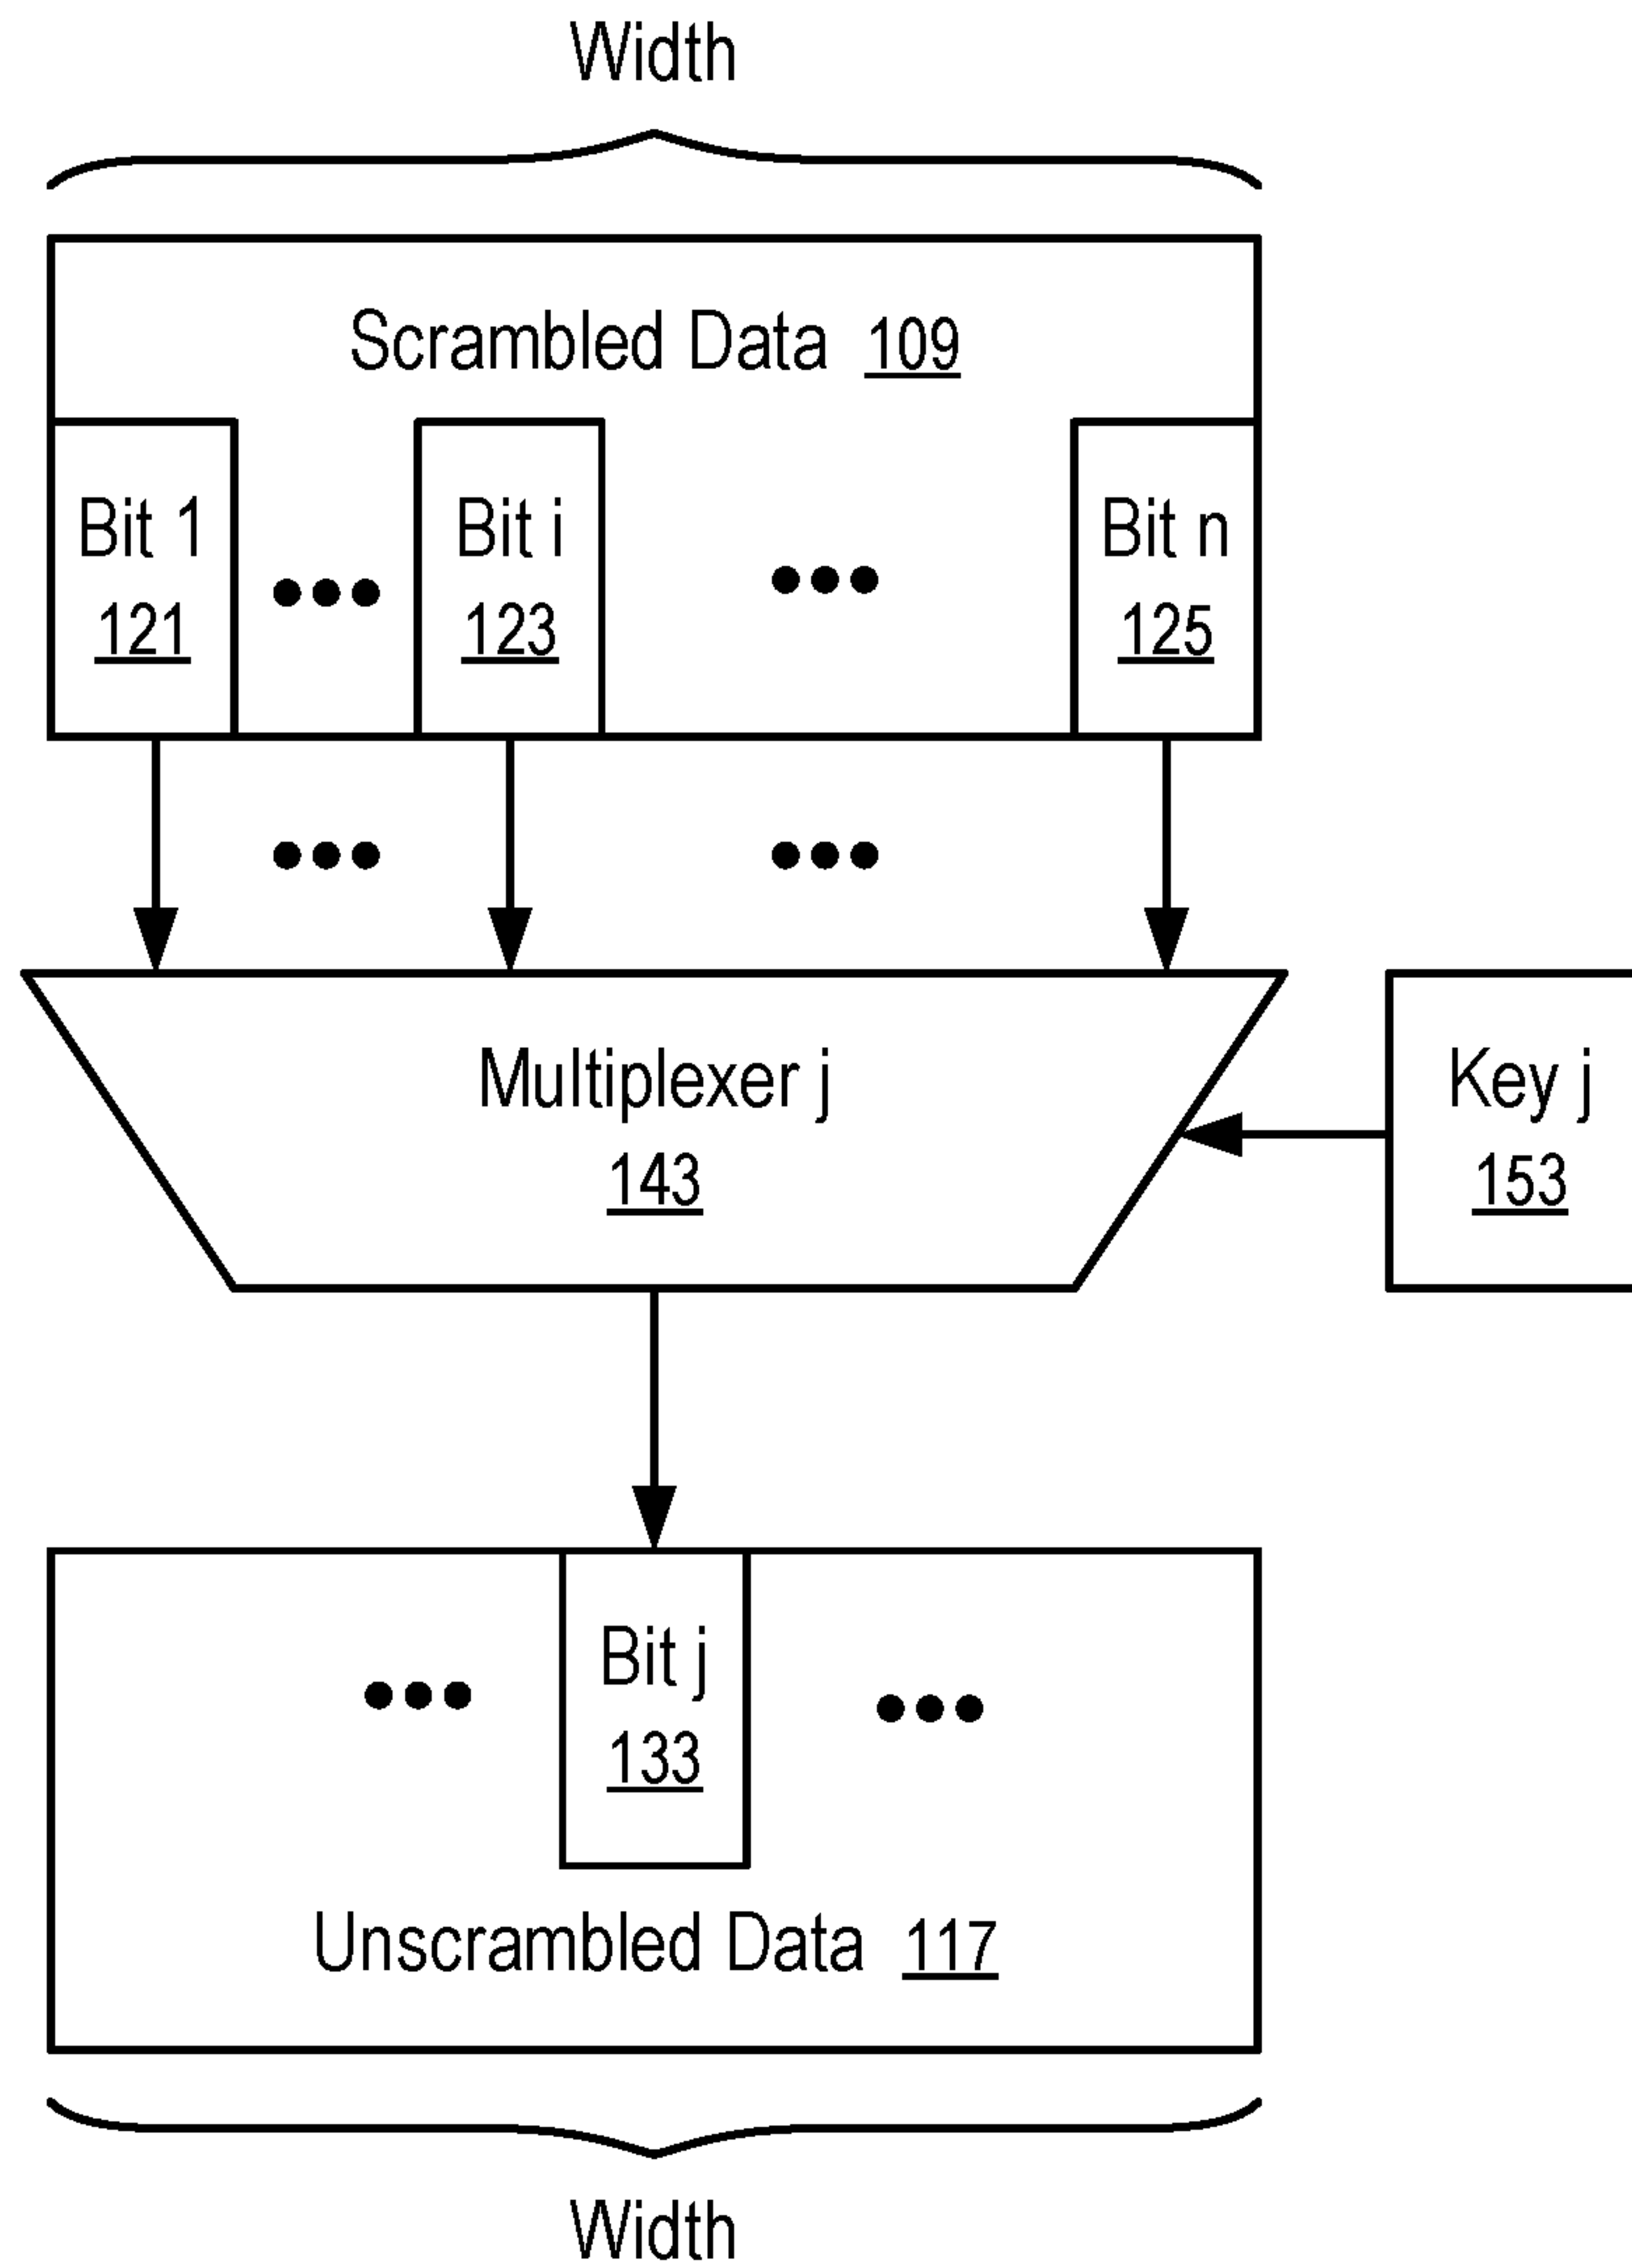 Width
Scrambled Data 109
Bit 1
121
Bit i
123
Bit n
125
Multiplexer j
143
Key j
153
Bit j
133
Unscrambled Data 117
Width